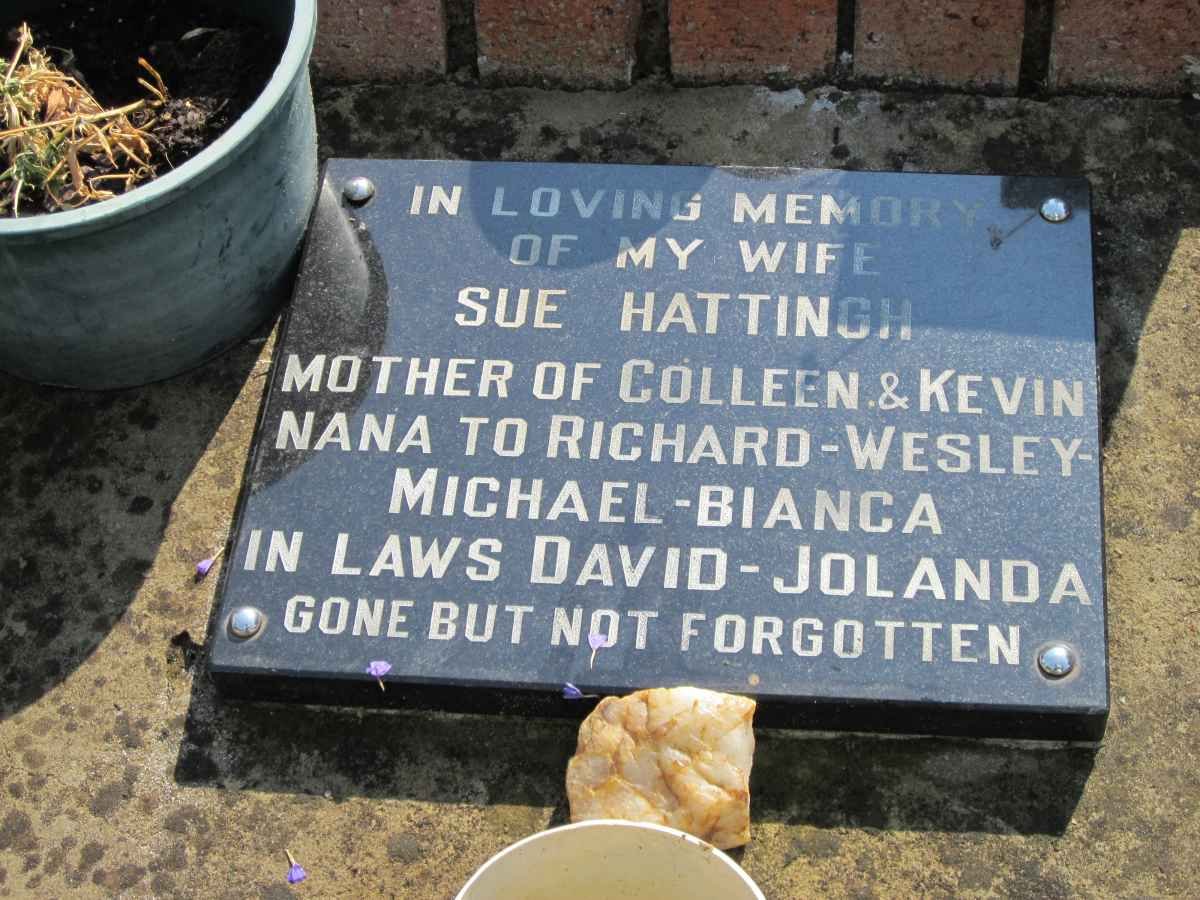 IN LOVING MEMORY
OF MY WIFE
SUE HATTINGH
MOTHER OF COLLEEN & KEVIN
NANA TO RICHARD-WESLEY-
MICHAEL-BIANCA
IN LAWS DAVID-JOLANDA
GONE BUT NOT FORGOTTEN